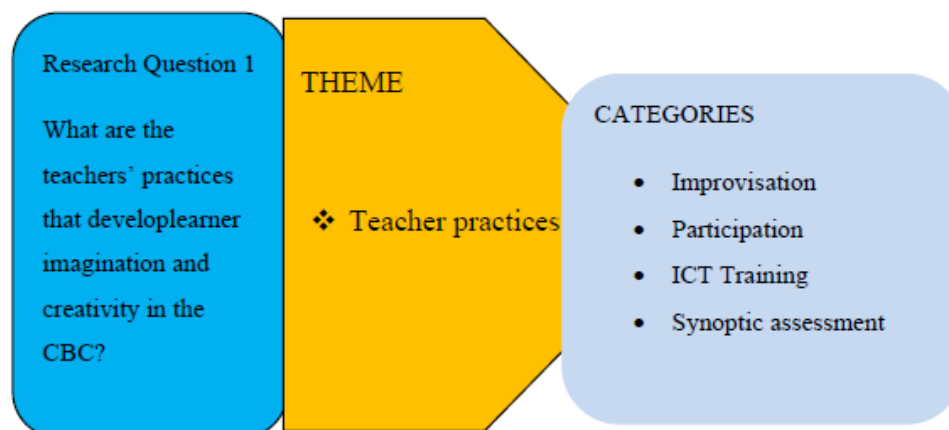 Research Question 1
What are the
teachers’ practices
that developlearner
imagination and
creativity in the
CBC?
THEME
❖ Teacher practices
CATEGORIES
• Improvisation
• Participation
• ICT Training
• Synoptic assessment